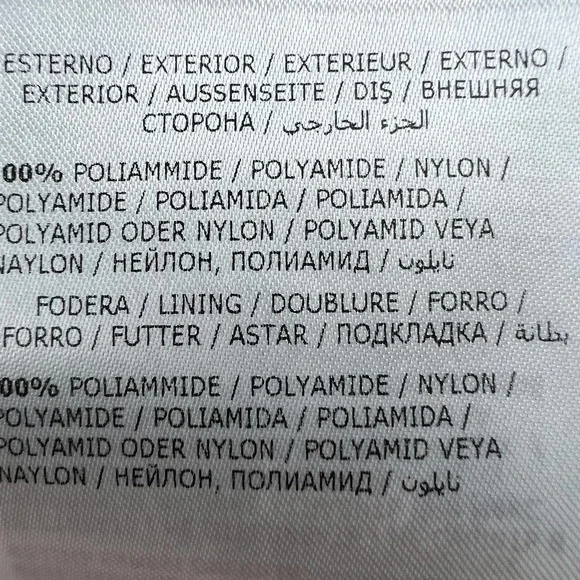 ESTERNO / EXTERIOR / EXTERIEUR / EXTERNO /
EXTERIOR / AUSSENSEITE / DIŞ / ВНЕШНЯЯ
СТОРОНА / الجزء الخارجي
00% POLIAMMIDE / POLYAMIDE / NYLON /
POLYAMIDE / POLIAMIDA / POLIAMIDA /
POLYAMID ODER NYLON / POLYAMID VEYA
NAYLON / НЕЙЛОН, ПОЛИАМИД / نايلون
FODERA / LINING / DOUBLURE / FORRO /
FORRO / FUTTER / ASTAR / ПОДКЛАДКА / بطانة
00% POLIAMMIDE / POLYAMIDE / NYLON /
POLYAMIDE / POLIAMIDA / POLIAMIDA /
POLYAMID ODER NYLON / POLYAMID VEYA
NAYLON / НЕЙЛОН, ПОЛИАМИД / نايلون